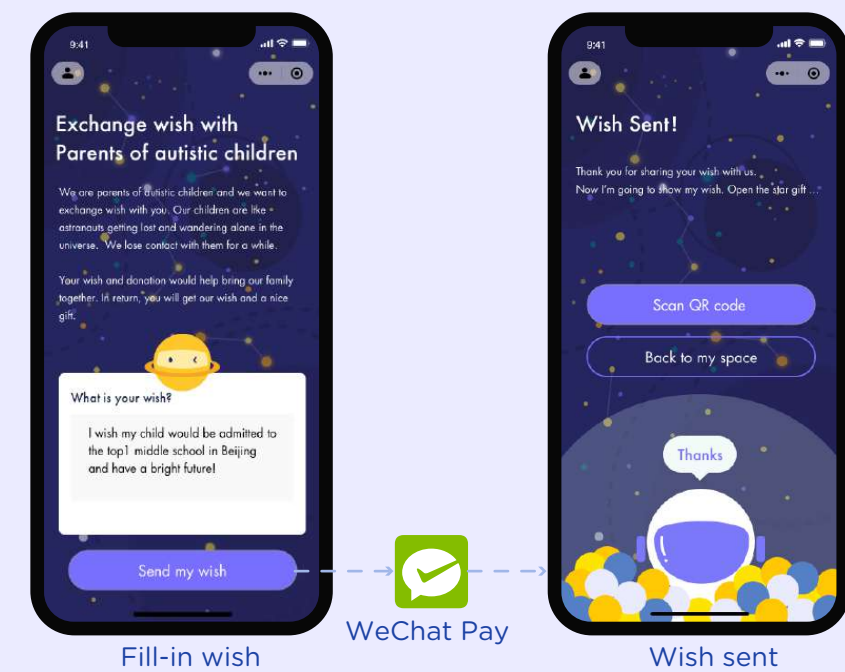 9:41
Exchange wish with
Parents of autistic children
We are parents of autistic children and we want to
exchange wish with you. Our children are like
astranauts getting lost and wandering alone in the
universe. We lose contact with them for a while.
Your wish and donation would help bring our family
together. In return, you will get our wish and a nice
gift.
What is your wish?
I wish my child would be admitted to
the top1 middle school in Beijing
and have a bright future!
Send my wish
Fill-in wish
WeChat Pay
9:41
Wish Sent!
Thank you for sharing your wish with us.
Now I'm going to show my wish. Open the star gift ...
Scan QR code
Back to my space
Thanks
Wish sent